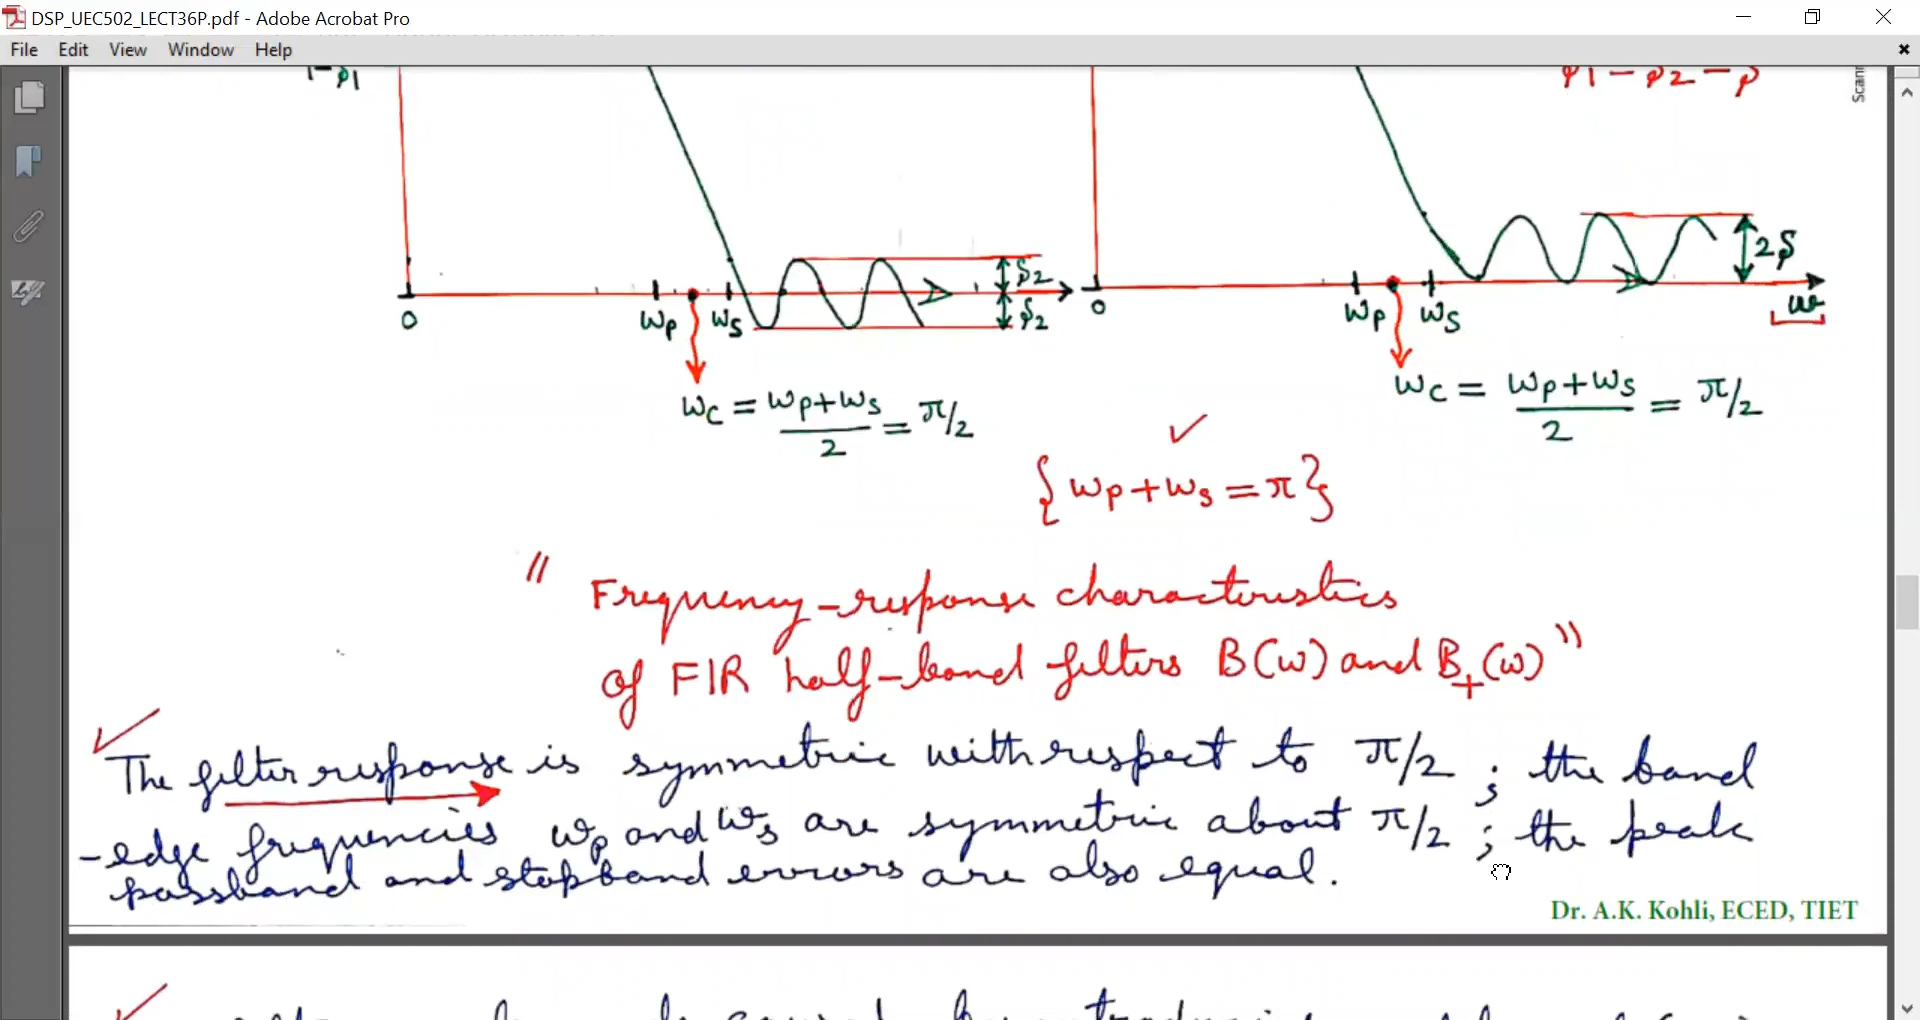 DSP_UEC502_LECT36P.pdf - Adobe Acrobat Pro
File Edit View Window Help
2δ
δ2
δ2
0 ωp ωs
0 ωp ωs ω
ωc = ωp+ωs / 2 = π/2
ωc = ωp+ωs / 2 = π/2
{ωp+ωs = π}
" Frequency-response characteristics
of FIR half-band filters B(ω) and B+(ω) "
The filter response is symmetric with respect to π/2 ; the band
-edge frequencies ωp and ωs are symmetric about π/2 ; the peak
passband and stopband errors are also equal.
Dr. A.K. Kohli, ECED, TIET